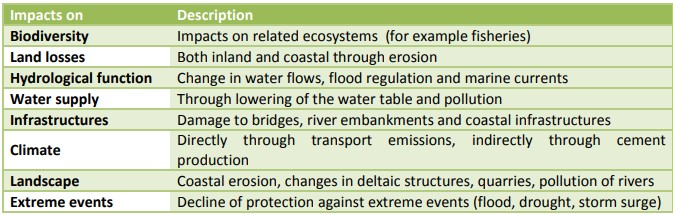 Impacts on Description
Biodiversity Impacts on related ecosystems (for example fisheries)
Land losses Both inland and coastal through erosion
Hydrological function Change in water flows, flood regulation and marine currents
Water supply Through lowering of the water table and pollution
Infrastructures Damage to bridges, river embankments and coastal infrastructures
Climate Directly through transport emissions, indirectly through cement
production
Landscape Coastal erosion, changes in deltaic structures, quarries, pollution of rivers
Extreme events Decline of protection against extreme events (flood, drought, storm surge)